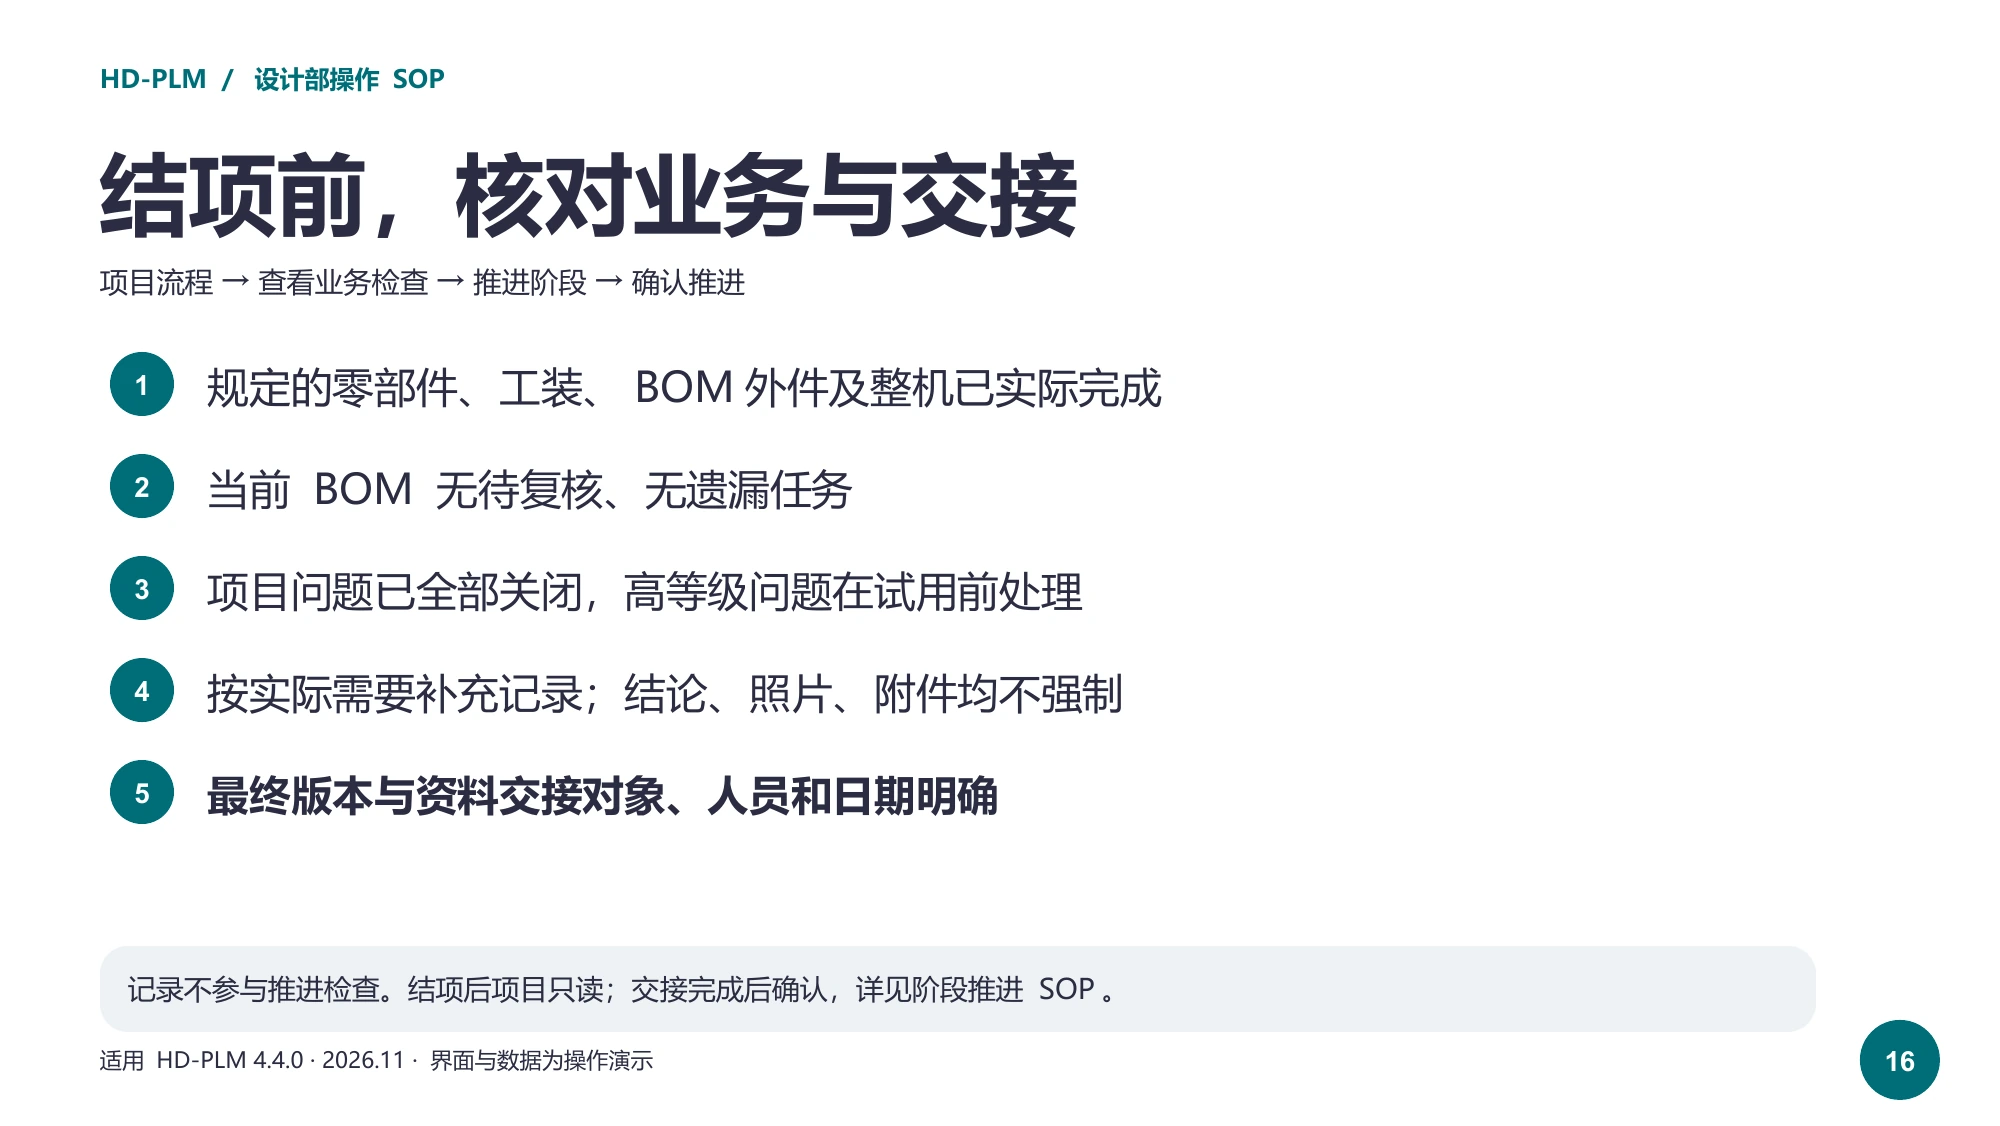 HD-PLM / 设计部操作 SOP
结项前，核对业务与交接
项目流程 → 查看业务检查 → 推进阶段 → 确认推进
1 规定的零部件、工装、 BOM 外件及整机已实际完成
2 当前 BOM 无待复核、无遗漏任务
3 项目问题已全部关闭，高等级问题在试用前处理
4 按实际需要补充记录；结论、照片、附件均不强制
5 最终版本与资料交接对象、人员和日期明确
记录不参与推进检查。结项后项目只读；交接完成后确认，详见阶段推进 SOP 。
适用 HD-PLM 4.4.0 · 2026.11 · 界面与数据为操作演示
16